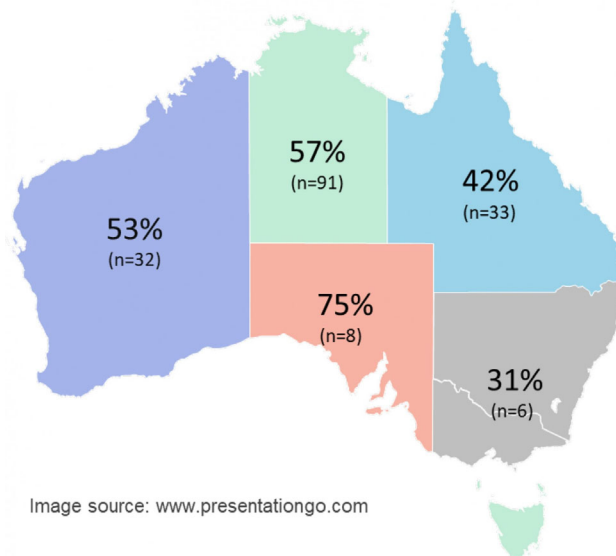 57%
(n=91)
42%
(n=33)
53%
(n=32)
75%
(n=8)
31%
(n=6)
Image source: www.presentationgo.com